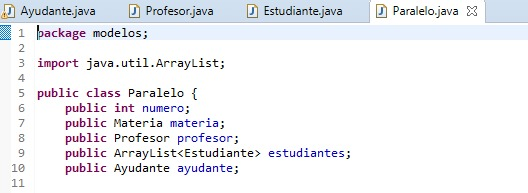 Ayudante.java Profesor.java Estudiante.java Paralelo.java
1 package modelos;
2
3 import java.util.ArrayList;
4
5 public class Paralelo {
6 public int numero;
7 public Materia materia;
8 public Profesor profesor;
9 public ArrayList<Estudiante> estudiantes;
10 public Ayudante ayudante;
11